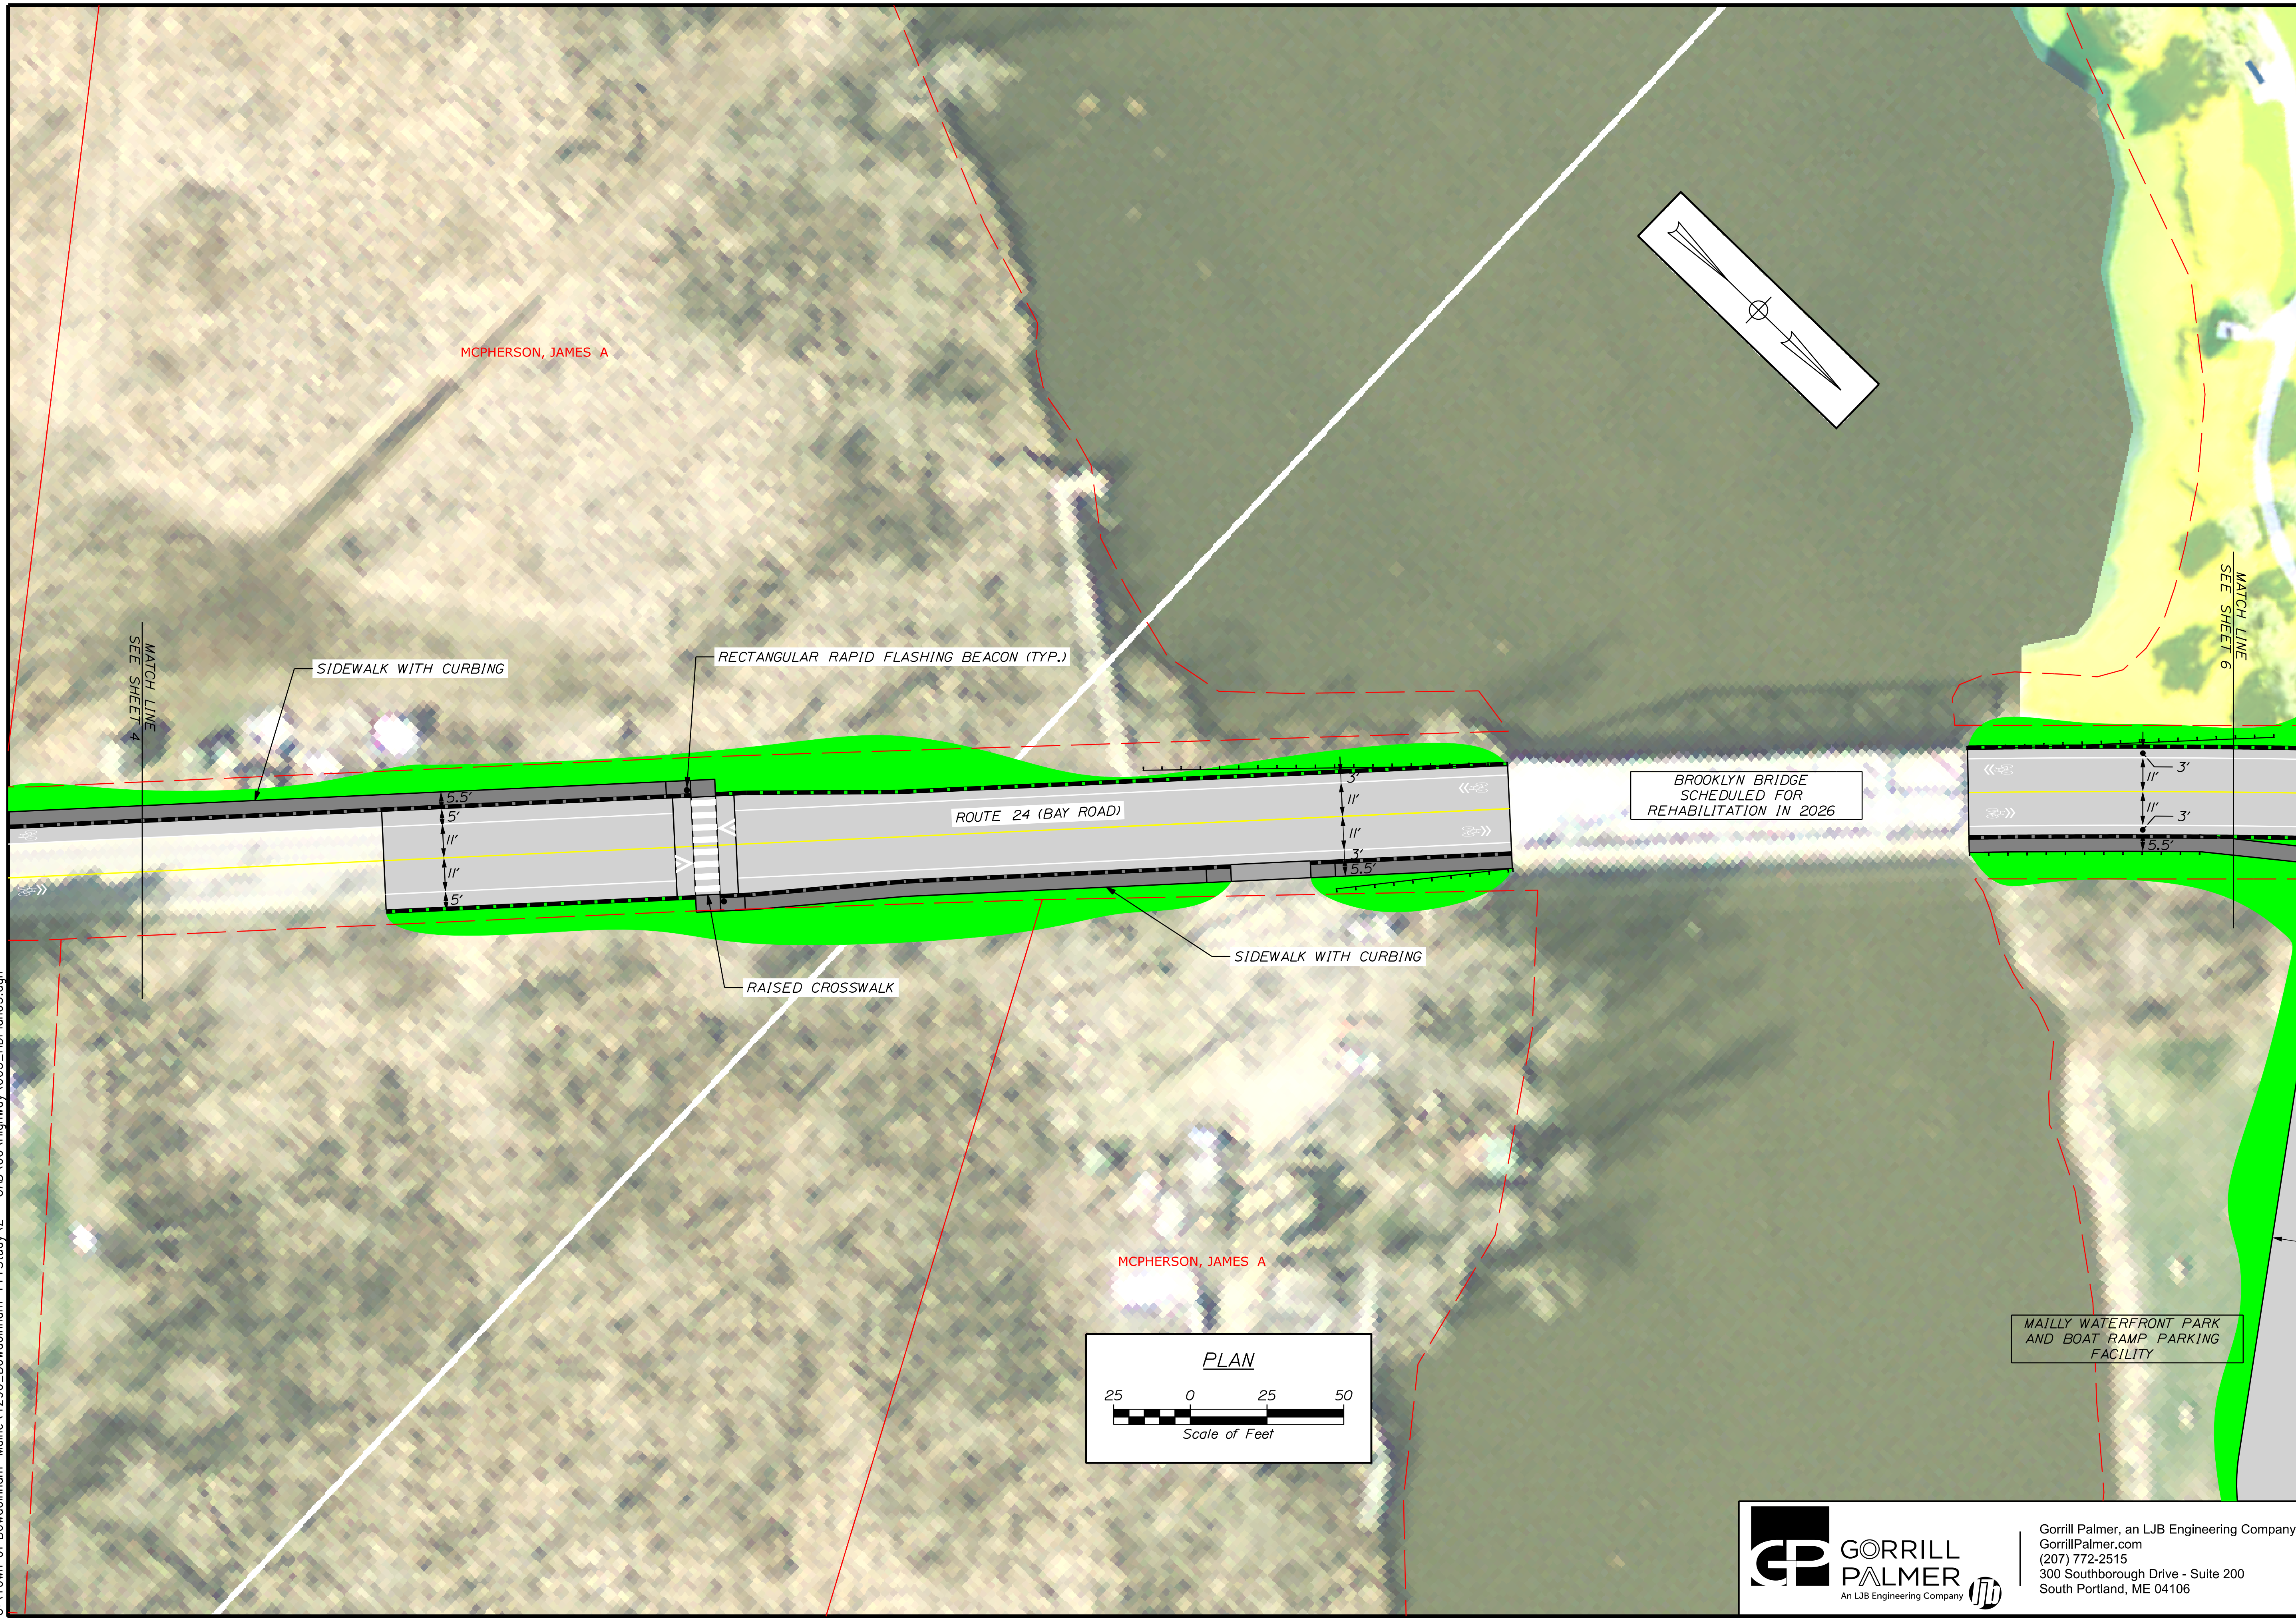 MCPHERSON, JAMES A
MATCH LINE
SEE SHEET 4
SIDEWALK WITH CURBING
RECTANGULAR RAPID FLASHING BEACON (TYP.)
MATCH LINE
SEE SHEET 6
5.5'
5'
11'
11'
5'
ROUTE 24 (BAY ROAD)
3'
11'
11'
3'
5.5'
BROOKLYN BRIDGE
SCHEDULED FOR
REHABILITATION IN 2026
3'
11'
11'
3'
5.5'
SIDEWALK WITH CURBING
RAISED CROSSWALK
MCPHERSON, JAMES A
MAILLY WATERFRONT PARK
AND BOAT RAMP PARKING
FACILITY
PLAN
25 0 25 50
Scale of Feet
GP
GORRILL
PALMER
An LJB Engineering Company
ljb
Gorrill Palmer, an LJB Engineering Company
GorrillPalmer.com
(207) 772-2515
300 Southborough Drive - Suite 200
South Portland, ME 04106